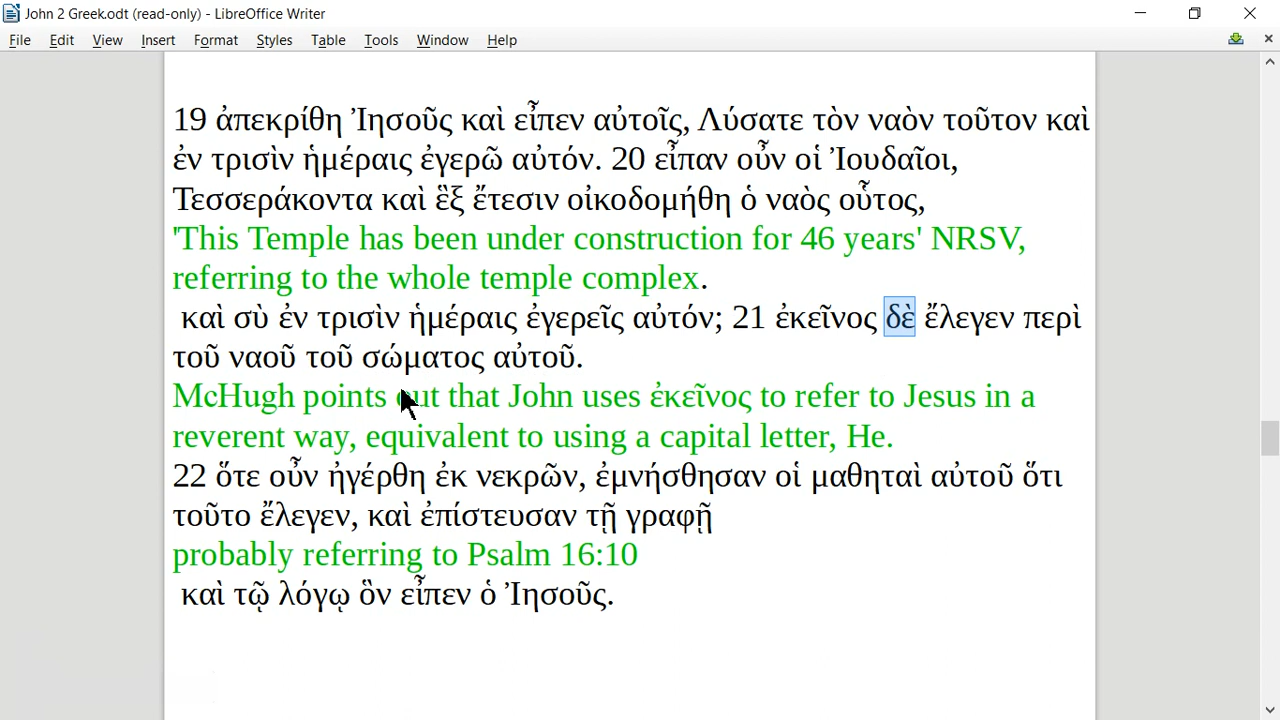 John 2 Greek.odt (read-only) - LibreOffice Writer
File Edit View Insert Format Styles Table Tools Window Help
19 ἀπεκρίθη Ἰησοῦς καὶ εἶπεν αὐτοῖς, Λύσατε τὸν ναὸν τοῦτον καὶ
ἐν τρισὶν ἡμέραις ἐγερῶ αὐτόν. 20 εἶπαν οὖν οἱ Ἰουδαῖοι,
Τεσσεράκοντα καὶ ἓξ ἔτεσιν οἰκοδομήθη ὁ ναὸς οὗτος,
'This Temple has been under construction for 46 years' NRSV,
referring to the whole temple complex.
καὶ σὺ ἐν τρισὶν ἡμέραις ἐγερεῖς αὐτόν; 21 ἐκεῖνος δὲ ἔλεγεν περὶ
τοῦ ναοῦ τοῦ σώματος αὐτοῦ.
McHugh points out that John uses ἐκεῖνος to refer to Jesus in a
reverent way, equivalent to using a capital letter, He.
22 ὅτε οὖν ἠγέρθη ἐκ νεκρῶν, ἐμνήσθησαν οἱ μαθηταὶ αὐτοῦ ὅτι
τοῦτο ἔλεγεν, καὶ ἐπίστευσαν τῇ γραφῇ
probably referring to Psalm 16:10
καὶ τῷ λόγῳ ὃν εἶπεν ὁ Ἰησοῦς.